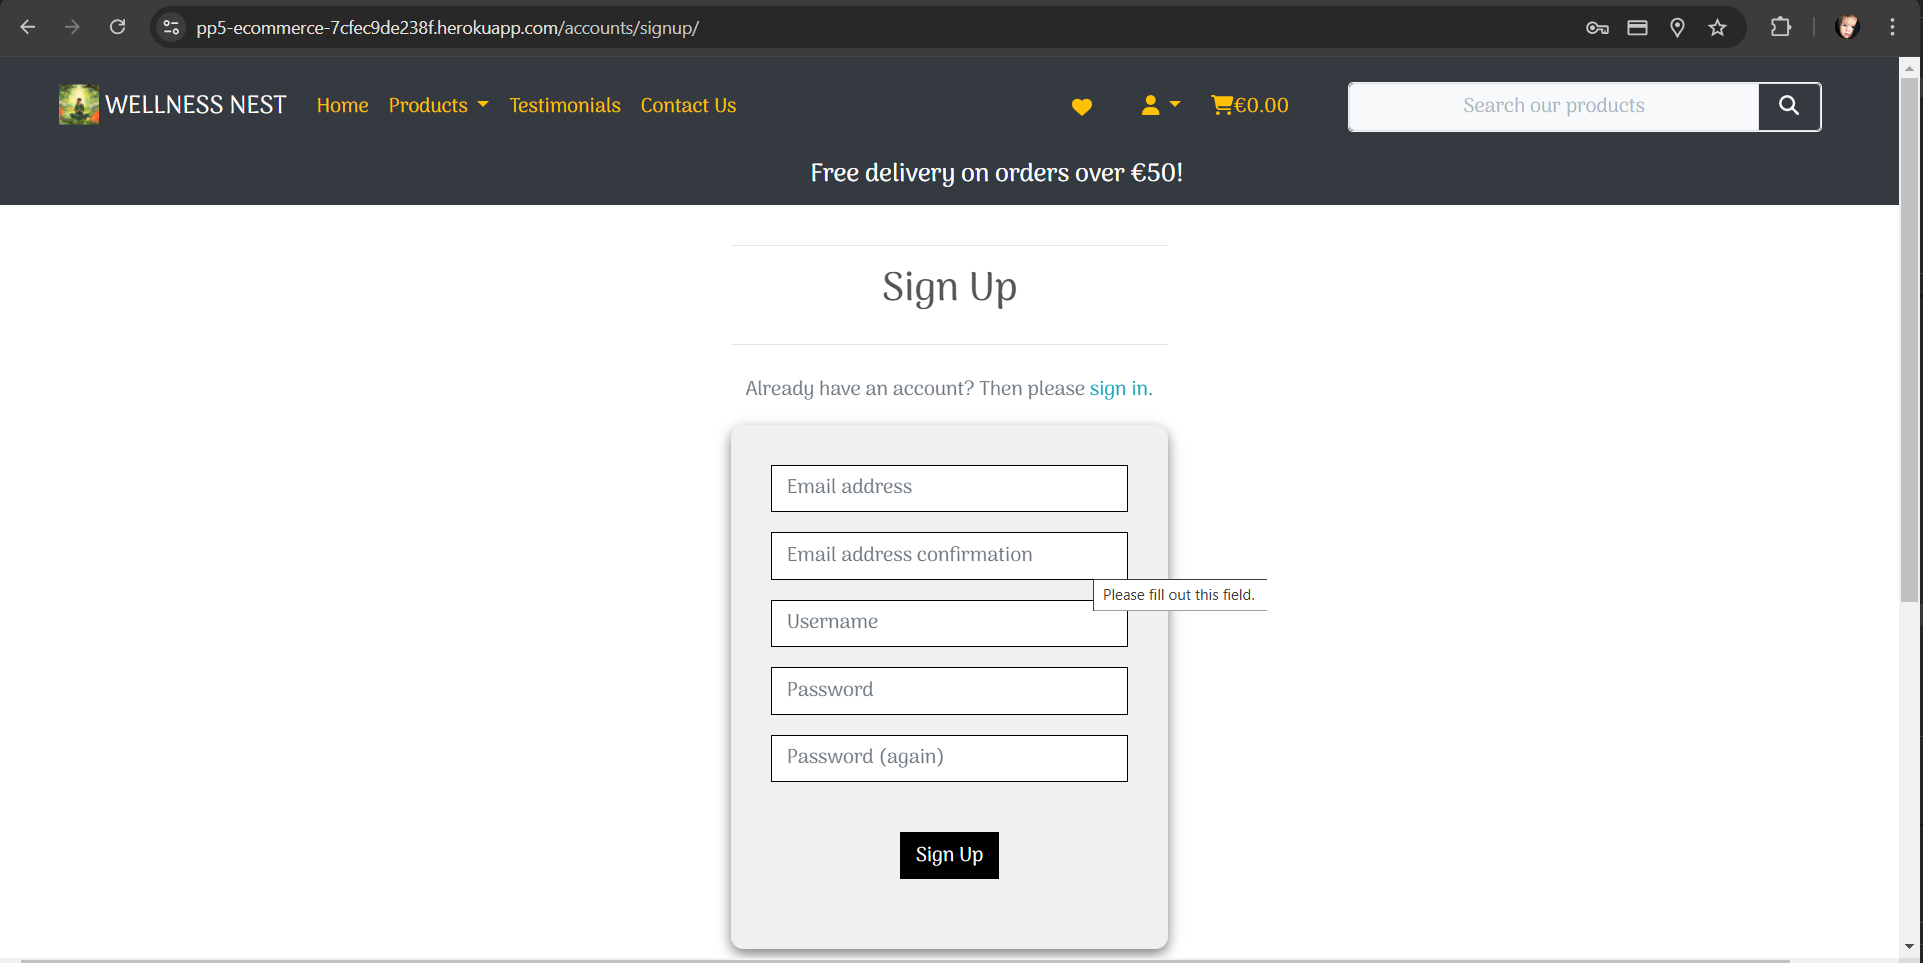 pp5-ecommerce-7cfec9de238f.herokuapp.com/accounts/signup/
WELLNESS NEST Home Products Testimonials Contact Us €0.00 Search our products
Free delivery on orders over €50!
Sign Up
Already have an account? Then please sign in.
Email address
Email address confirmation
Please fill out this field.
Username
Password
Password (again)
Sign Up